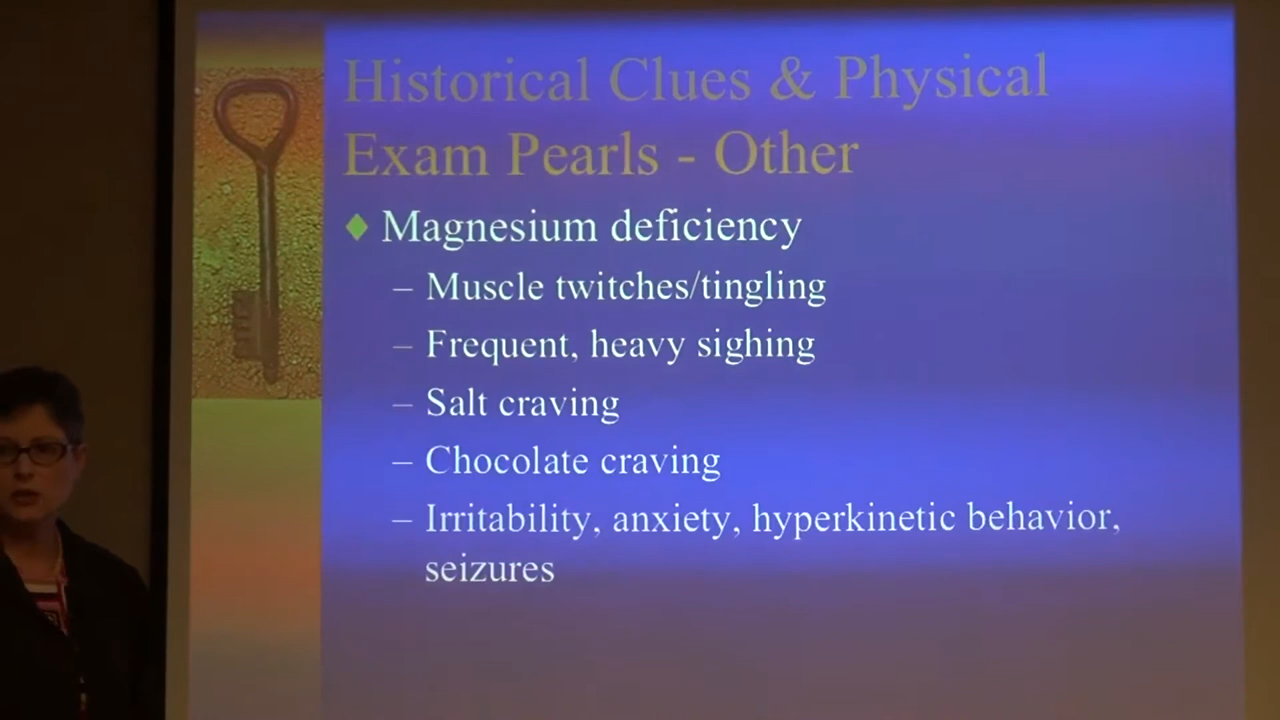 Historical Clues & Physical
Exam Pearls - Other
Magnesium deficiency
– Muscle twitches/tingling
– Frequent, heavy sighing
– Salt craving
– Chocolate craving
– Irritability, anxiety, hyperkinetic behavior,
seizures